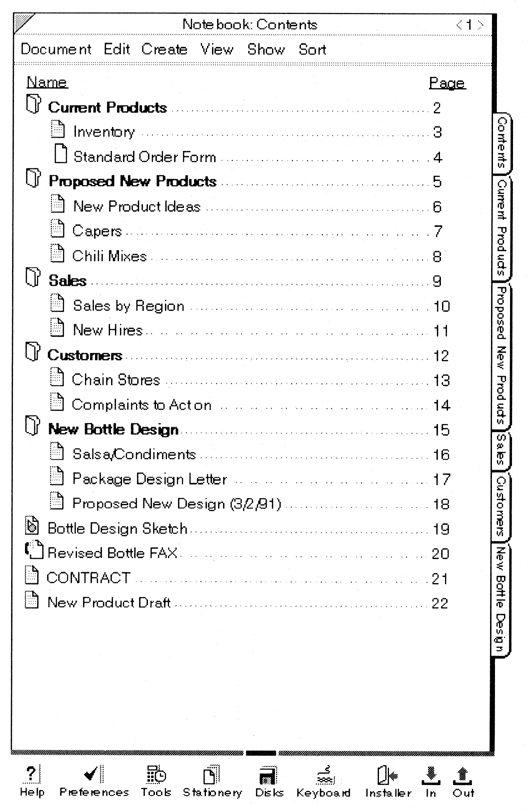 Notebook: Contents < 1 >
Document Edit Create View Show Sort
Name Page
Current Products 2
Inventory 3
Standard Order Form 4
Proposed New Products 5
New Product Ideas 6
Capers 7
Chili Mixes 8
Sales 9
Sales by Region 10
New Hires 11
Customers 12
Chain Stores 13
Complaints to Act on 14
New Bottle Design 15
Salsa/Condiments 16
Package Design Letter 17
Proposed New Design (3/2/91) 18
Bottle Design Sketch 19
Revised Bottle FAX 20
CONTRACT 21
New Product Draft 22
Contents
Current Products
Proposed New Products
Sales
Customers
New Bottle Design
Help Preferences Tools Stationery Disks Keyboard Installer In Out